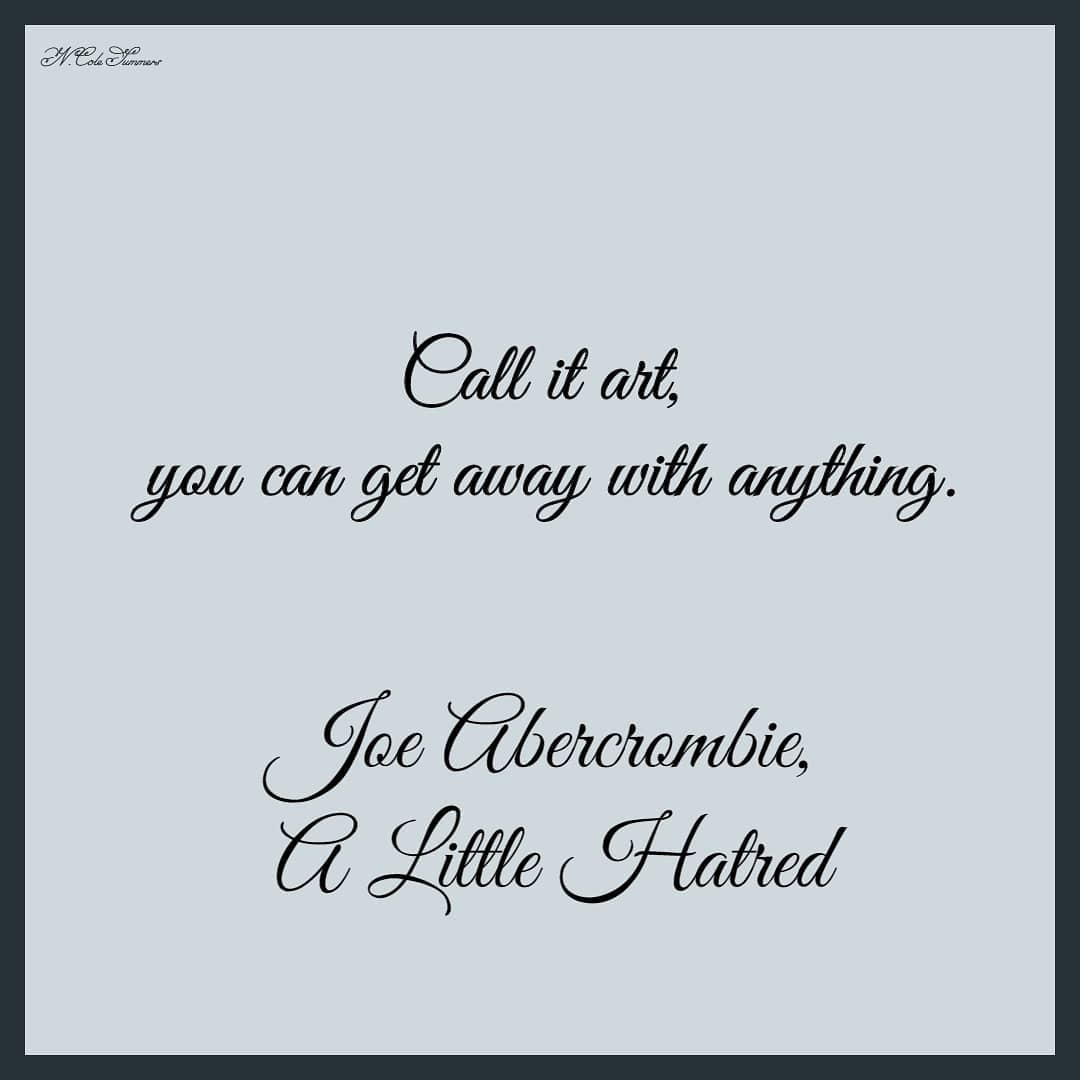 N. Cole Summers
Call it art,
you can get away with anything.
Joe Abercrombie,
A Little Hatred